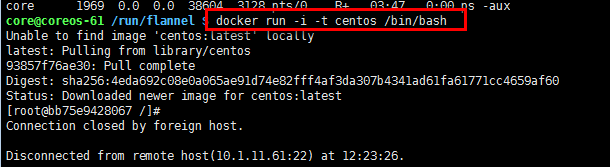 core      1969  0.0  0.0  38604  3128 pts/0    R+   03:47   0:00 ps -aux
core@coreos-61 /run/flannel $ docker run -i -t centos /bin/bash
Unable to find image 'centos:latest' locally
latest: Pulling from library/centos
93857f76ae30: Pull complete
Digest: sha256:4eda692c08e0a065ae91d74e82fff4af3da307b4341ad61fa61771cc4659af60
Status: Downloaded newer image for centos:latest
[root@bb75e9428067 /]#
Connection closed by foreign host.
Disconnected from remote host(10.1.11.61:22) at 12:23:26.